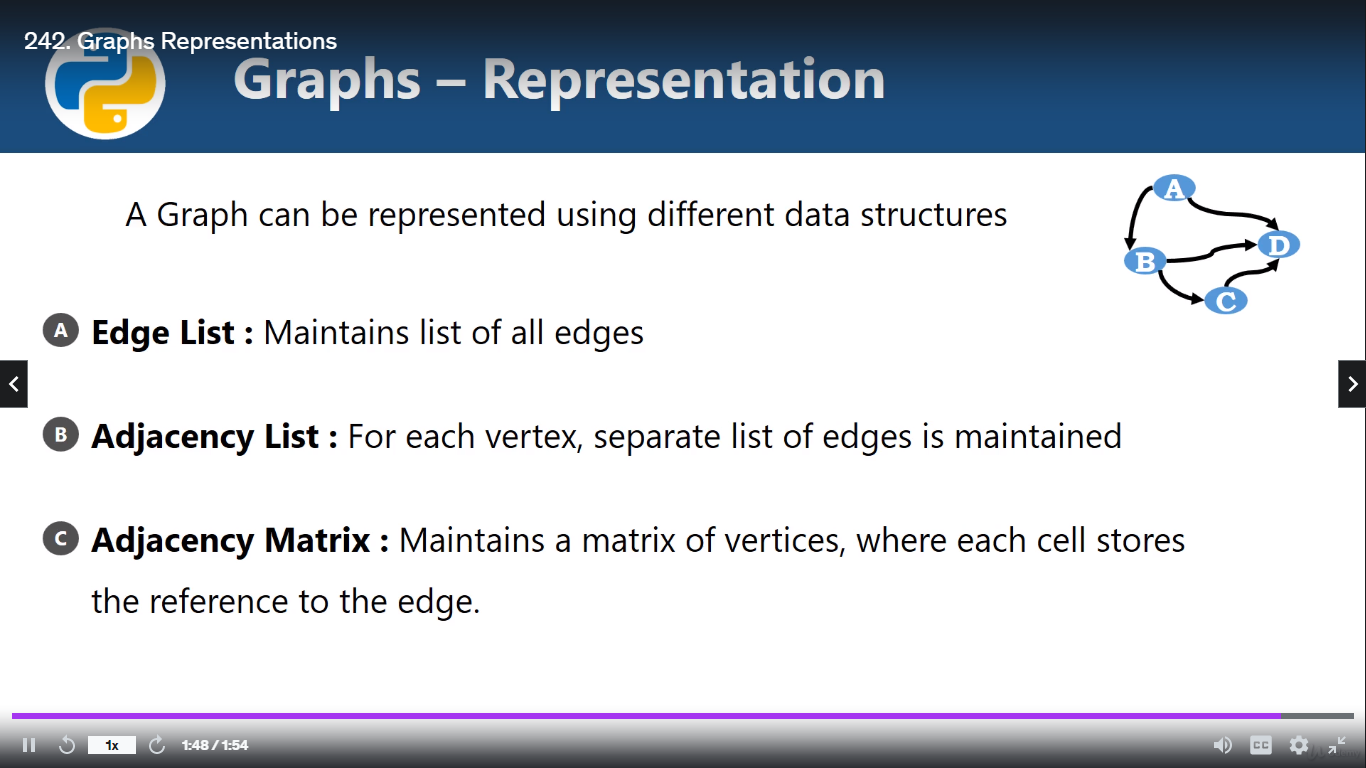 242. Graphs Representations
Graphs – Representation
A Graph can be represented using different data structures
A
D
B
C
A Edge List : Maintains list of all edges
B Adjacency List : For each vertex, separate list of edges is maintained
C Adjacency Matrix : Maintains a matrix of vertices, where each cell stores
the reference to the edge.
1x 1:48 / 1:54 CC